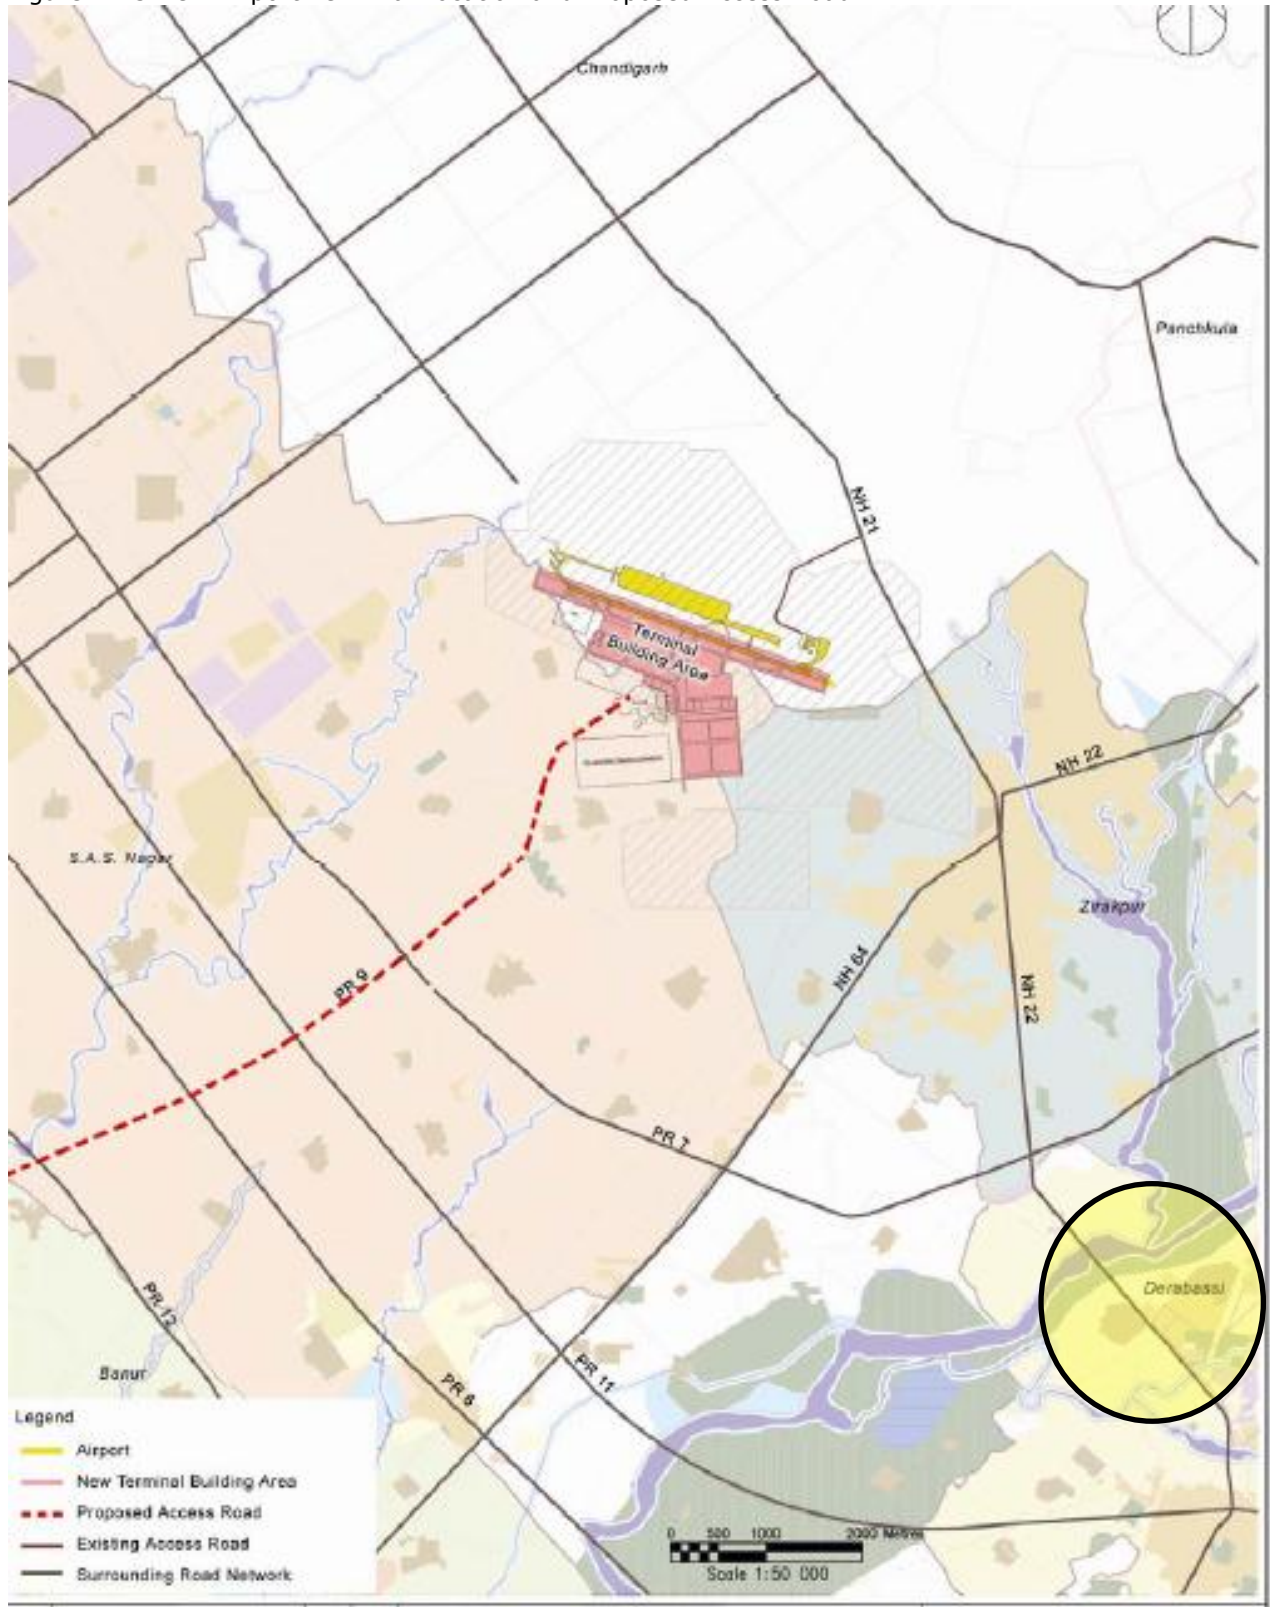 Chandigarh
Panchkula
NH 21
Terminal
Building Area
NH 22
S.A.S. Nagar
Zirakpur
PR 9
NH 64
NH 22
PR 7
Derabassi
PR 12
Banur
PR 6
PR 11
Legend
Airport
New Terminal Building Area
Proposed Access Road
Existing Access Road
Surrounding Road Network
0 500 1000 2000 Metres
Scale 1:50 000